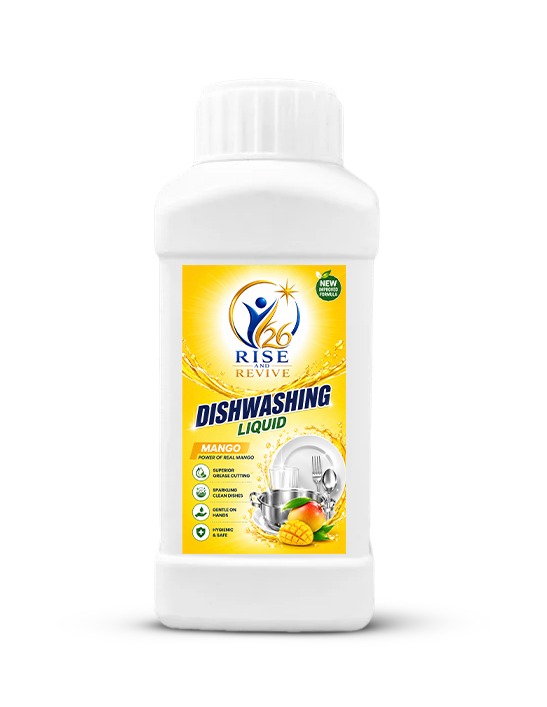 NEW
IMPROVED
FORMULA
26
RISE
AND
REVIVE
DISHWASHING
LIQUID
MANGO
POWER OF REAL MANGO
SUPERIOR
GREASE CUTTING
SPARKLING
CLEAN DISHES
GENTLE ON
HANDS
HYGIENIC
& SAFE